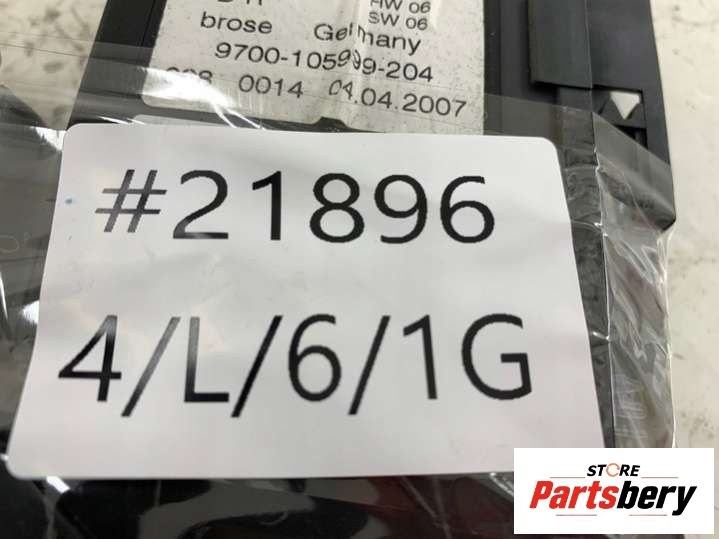 HW 06
SW 06
brose Germany
9700-105999-204
0014 04.04.2007
#21896
4/L/6/1G
STORE
Partsbery